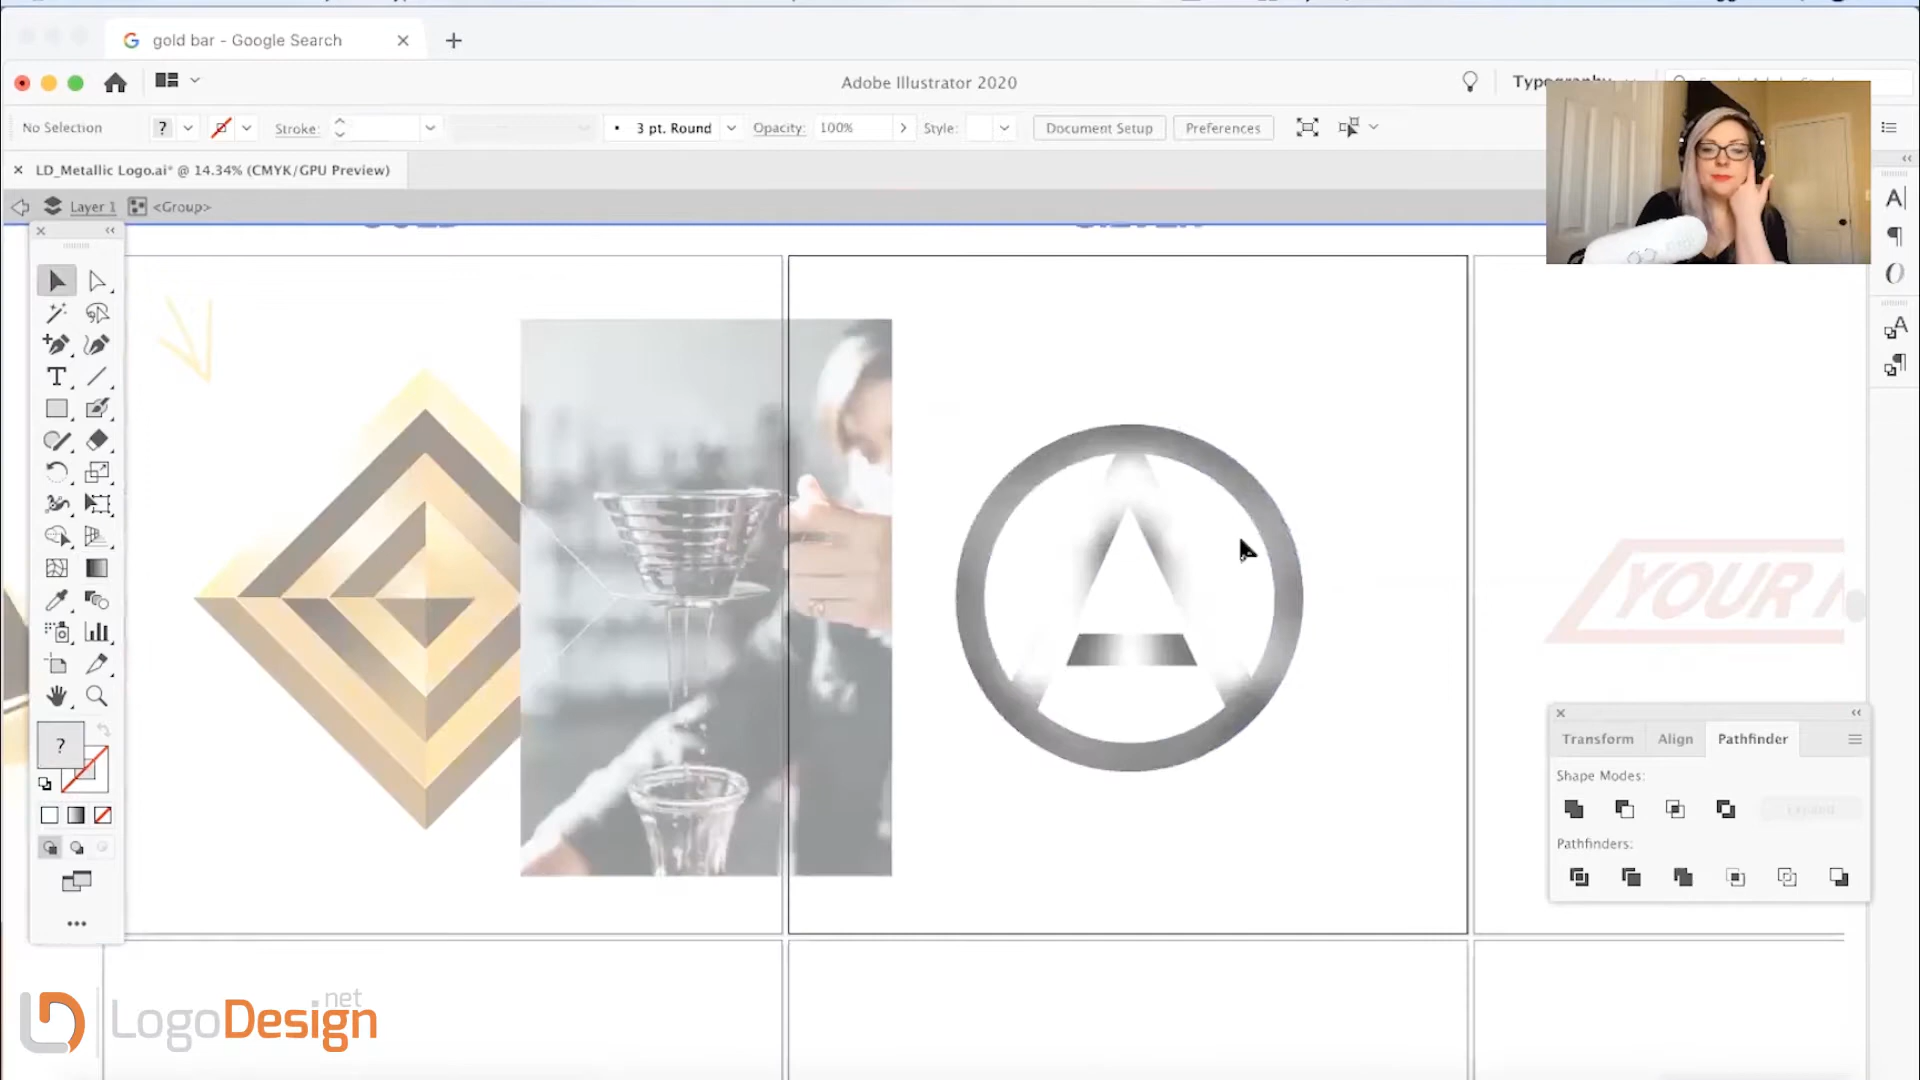 gold bar - Google Search
Adobe Illustrator 2020
Typography
No Selection
?
Stroke:
3 pt. Round
Opacity:
100%
Style:
Document Setup
Preferences
LD_Metallic Logo.ai* @ 14.34% (CMYK/GPU Preview)
Layer 1
<Group>
YOUR
?
Transform
Align
Pathfinder
Shape Modes:
Expand
Pathfinders:
LogoDesign
net